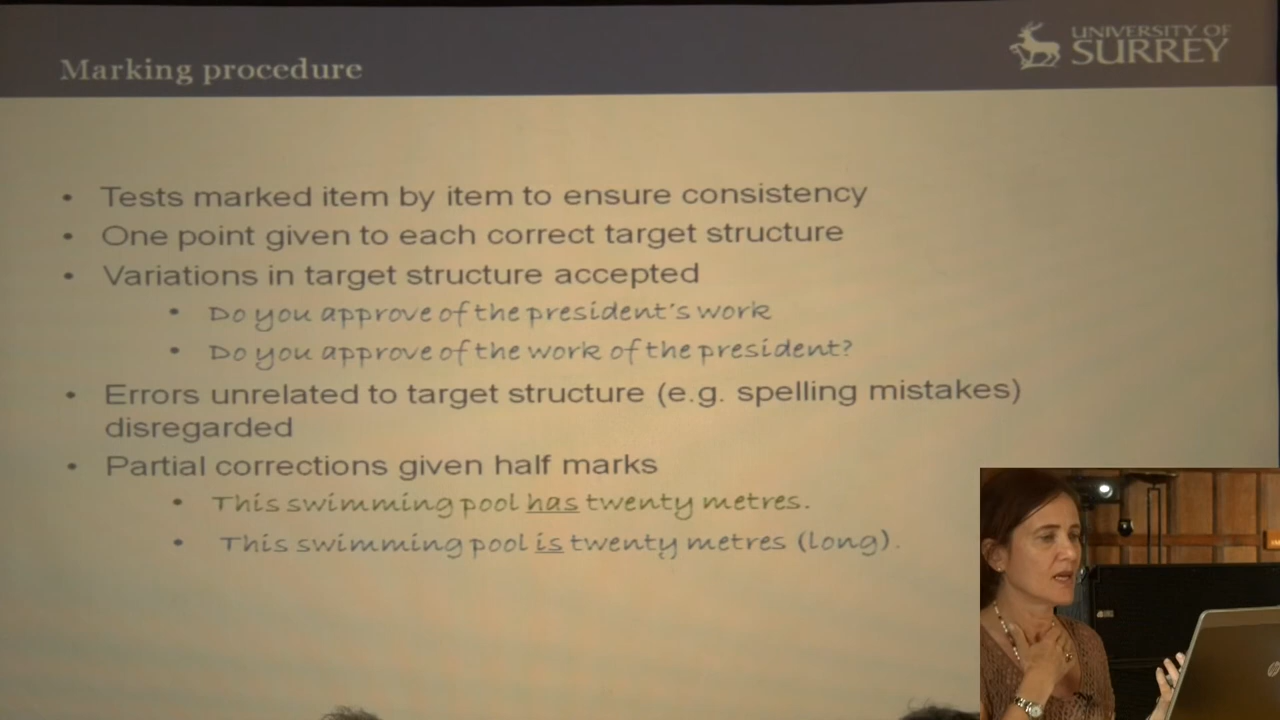 UNIVERSITY OF
SURREY
Marking procedure
• Tests marked item by item to ensure consistency
• One point given to each correct target structure
• Variations in target structure accepted
• Do you approve of the president's work
• Do you approve of the work of the president?
• Errors unrelated to target structure (e.g. spelling mistakes)
disregarded
• Partial corrections given half marks
• This swimming pool has twenty metres.
• This swimming pool is twenty metres (long).